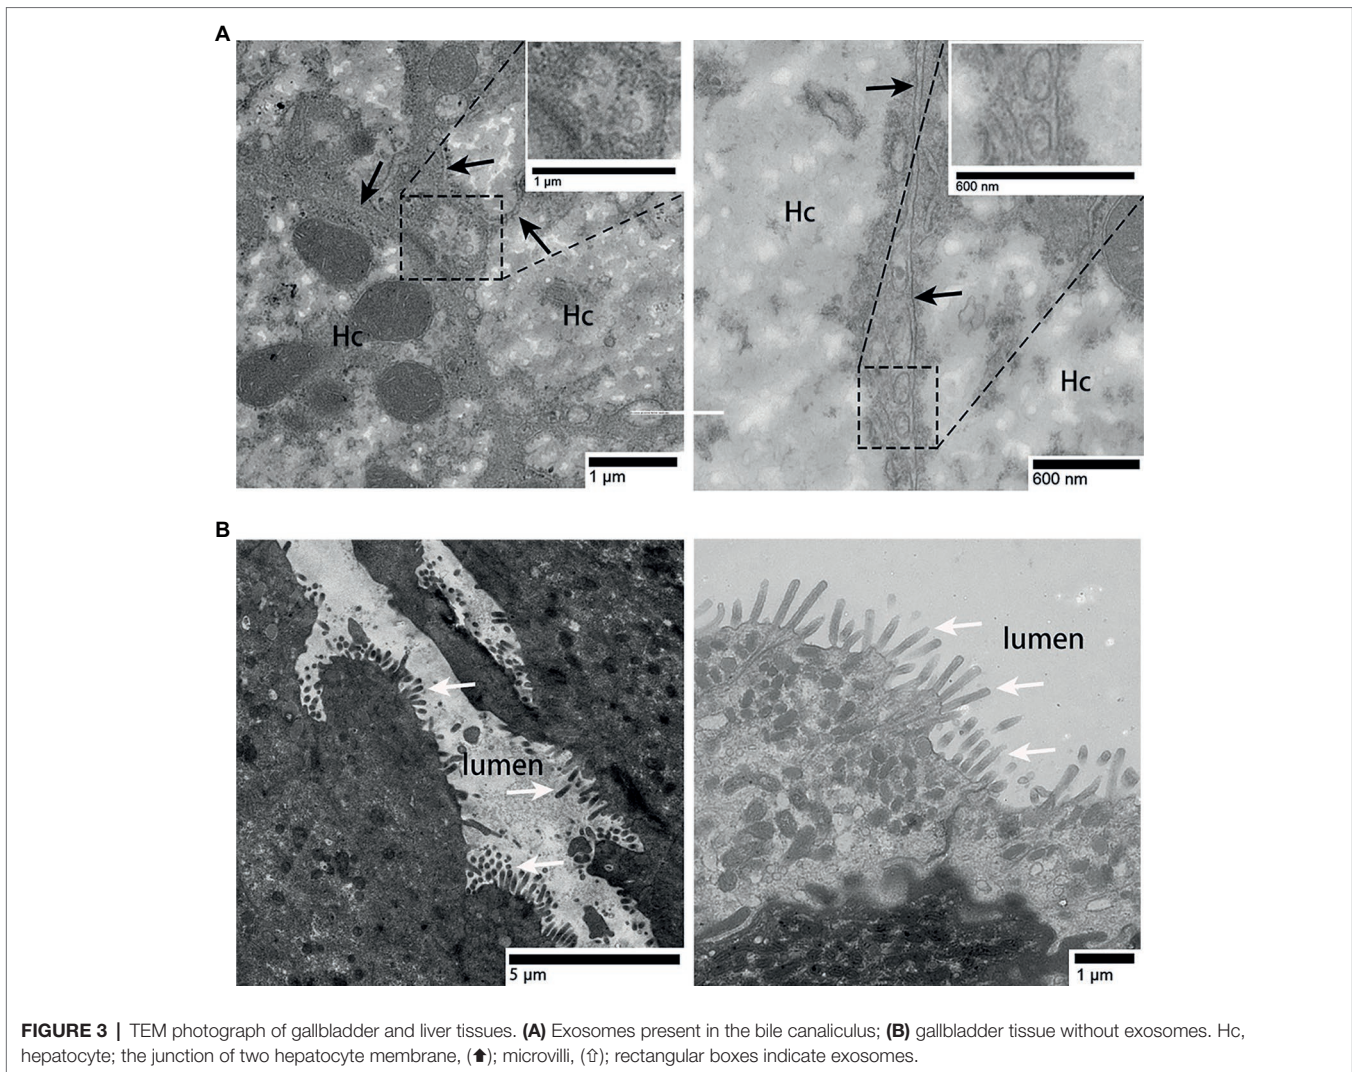 A
1 μm
600 nm
Hc
Hc
Hc
Hc
1 μm
600 nm
B
lumen
lumen
5 μm
1 μm
FIGURE 3 | TEM photograph of gallbladder and liver tissues. (A) Exosomes present in the bile canaliculus; (B) gallbladder tissue without exosomes. Hc,
hepatocyte; the junction of two hepatocyte membrane, (⬆); microvilli, (⇧); rectangular boxes indicate exosomes.